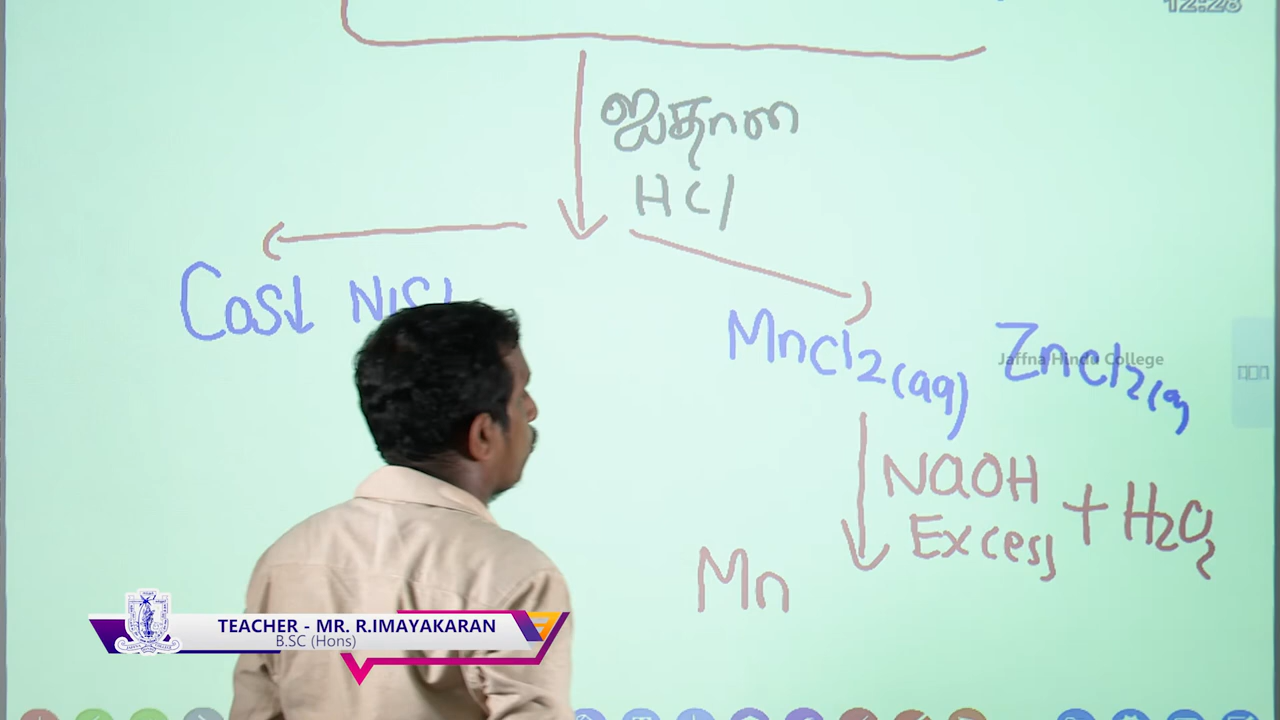 12:28
ஐதான
HCl
CoS↓ NiS↓
MnCl2(aq) ZnCl2(aq)
Jaffna Hindu College
NaOH
Excess + H2O2
Mn
TEACHER - MR. R.IMAYAKARAN
B.SC (Hons)